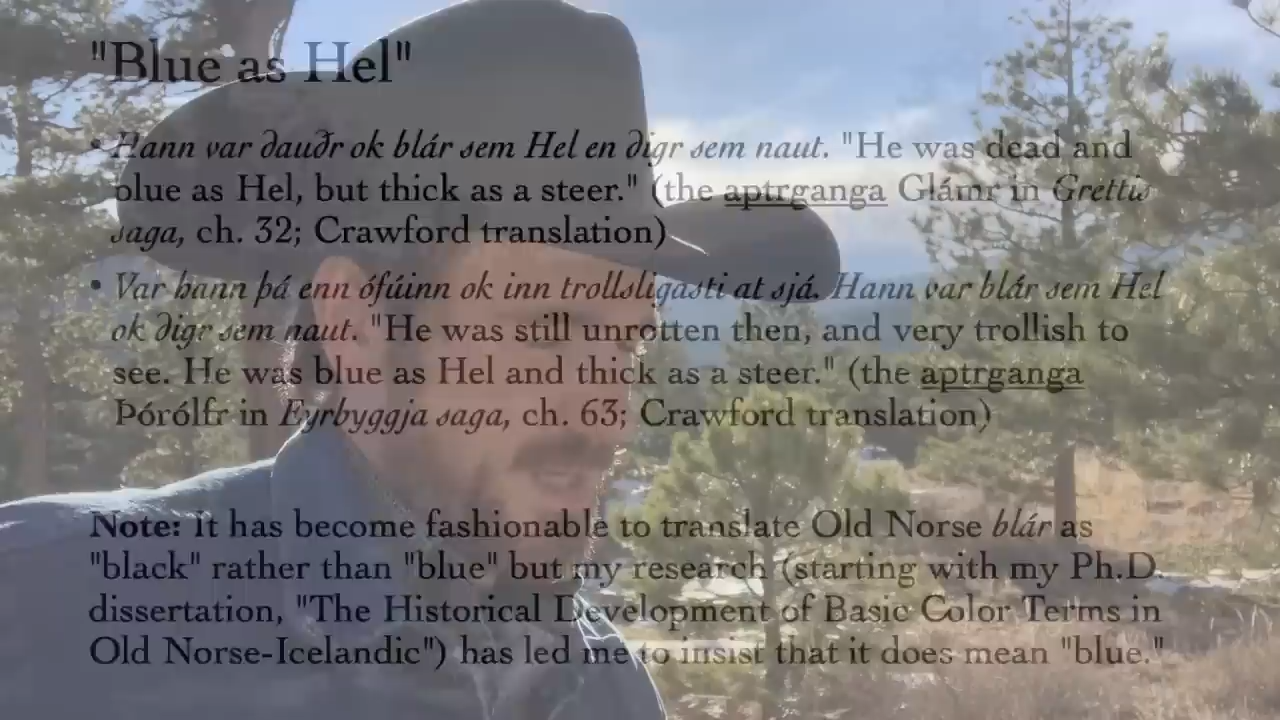 "Blue as Hel"
• Hann var dauðr ok blár sem Hel en digr sem naut. "He was dead and
blue as Hel, but thick as a steer." (the aptrganga Glámr in Grettis
saga, ch. 32; Crawford translation)
• Var hann þá enn ófúinn ok inn trollsligasti at sjá. Hann var blár sem Hel
ok digr sem naut. "He was still unrotten then, and very trollish to
see. He was blue as Hel and thick as a steer." (the aptrganga
Þórólfr in Eyrbyggja saga, ch. 63; Crawford translation)
Note: it has become fashionable to translate Old Norse blár as
"black" rather than "blue" but my research (starting with my Ph.D
dissertation, "The Historical Development of Basic Color Terms in
Old Norse-Icelandic") has led me to insist that it does mean "blue."